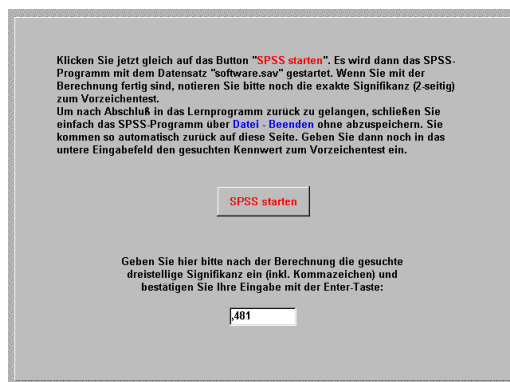 Klicken Sie jetzt gleich auf das Button "SPSS starten". Es wird dann das SPSS-
Programm mit dem Datensatz "software.sav" gestartet. Wenn Sie mit der
Berechnung fertig sind, notieren Sie bitte noch die exakte Signifikanz (2-seitig)
zum Vorzeichentest.
Um nach Abschluß in das Lernprogramm zurück zu gelangen, schließen Sie
einfach das SPSS-Programm über Datei - Beenden ohne abzuspeichern. Sie
kommen so automatisch zurück auf diese Seite. Geben Sie dann noch in das
untere Eingabefeld den gesuchten Kennwert zum Vorzeichentest ein.
SPSS starten
Geben Sie hier bitte nach der Berechnung die gesuchte
dreistellige Signifikanz ein (inkl. Kommazeichen) und
bestätigen Sie Ihre Eingabe mit der Enter-Taste:
,481